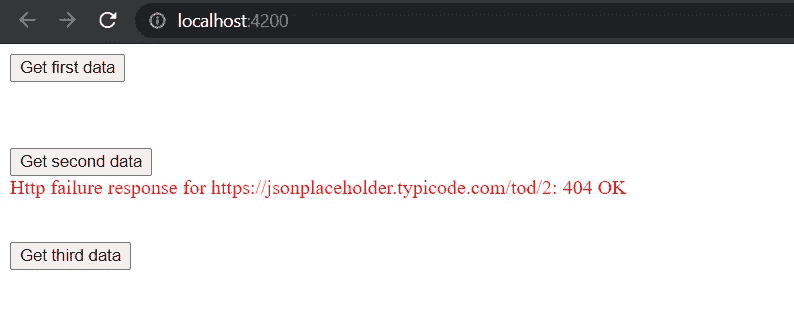 localhost:4200
Get first data
Get second data
Http failure response for https://jsonplaceholder.typicode.com/tod/2: 404 OK
Get third data